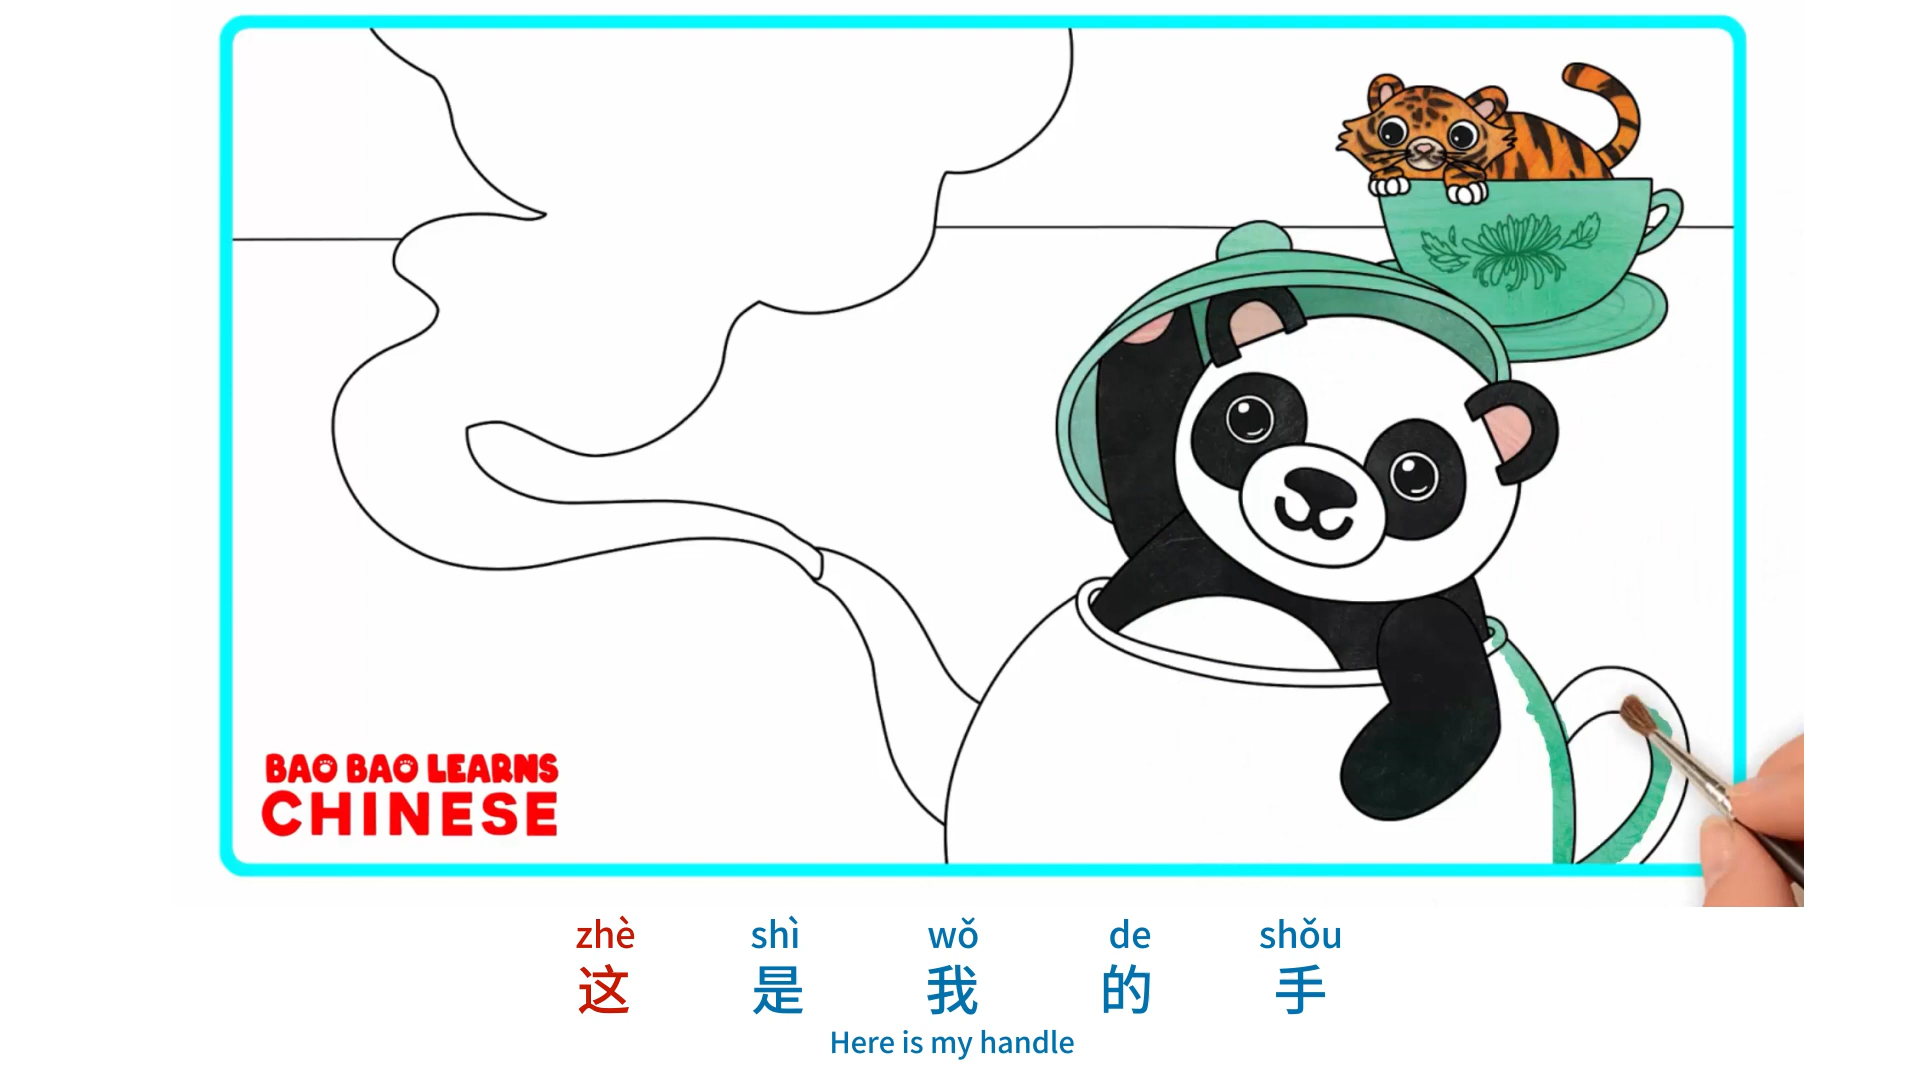 BAO BAO LEARNS
CHINESE
zhè shì wǒ de shǒu
这 是 我 的 手
Here is my handle